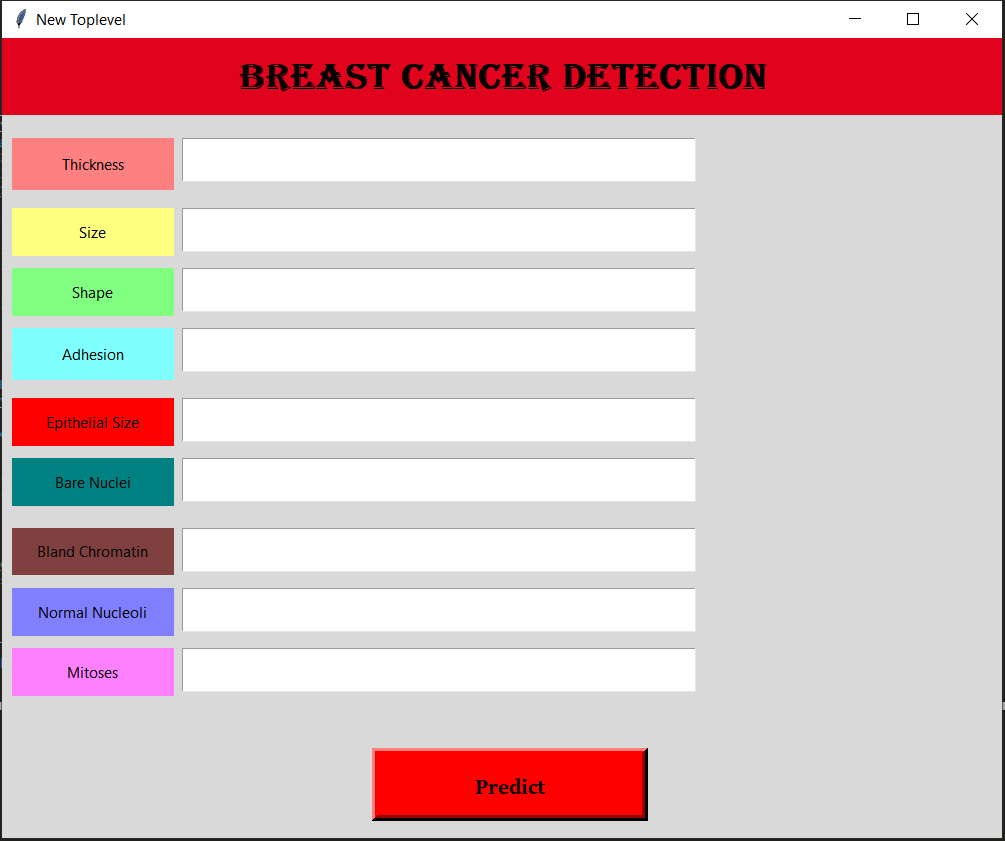 New Toplevel
BREAST CANCER DETECTION
Thickness
Size
Shape
Adhesion
Epithelial Size
Bare Nuclei
Bland Chromatin
Normal Nucleoli
Mitoses
Predict